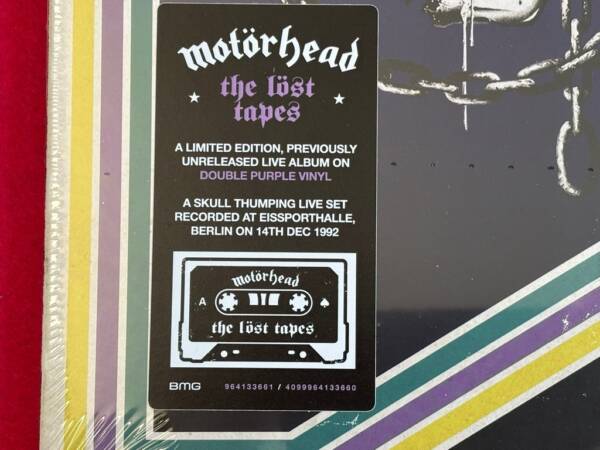 motörhead
the löst
tapes
A LIMITED EDITION, PREVIOUSLY
UNRELEASED LIVE ALBUM ON
DOUBLE PURPLE VINYL
A SKULL THUMPING LIVE SET
RECORDED AT EISSPORTHALLE,
BERLIN ON 14TH DEC 1992
motörhead
A
the löst tapes
BMG 964133661 / 4099964133660